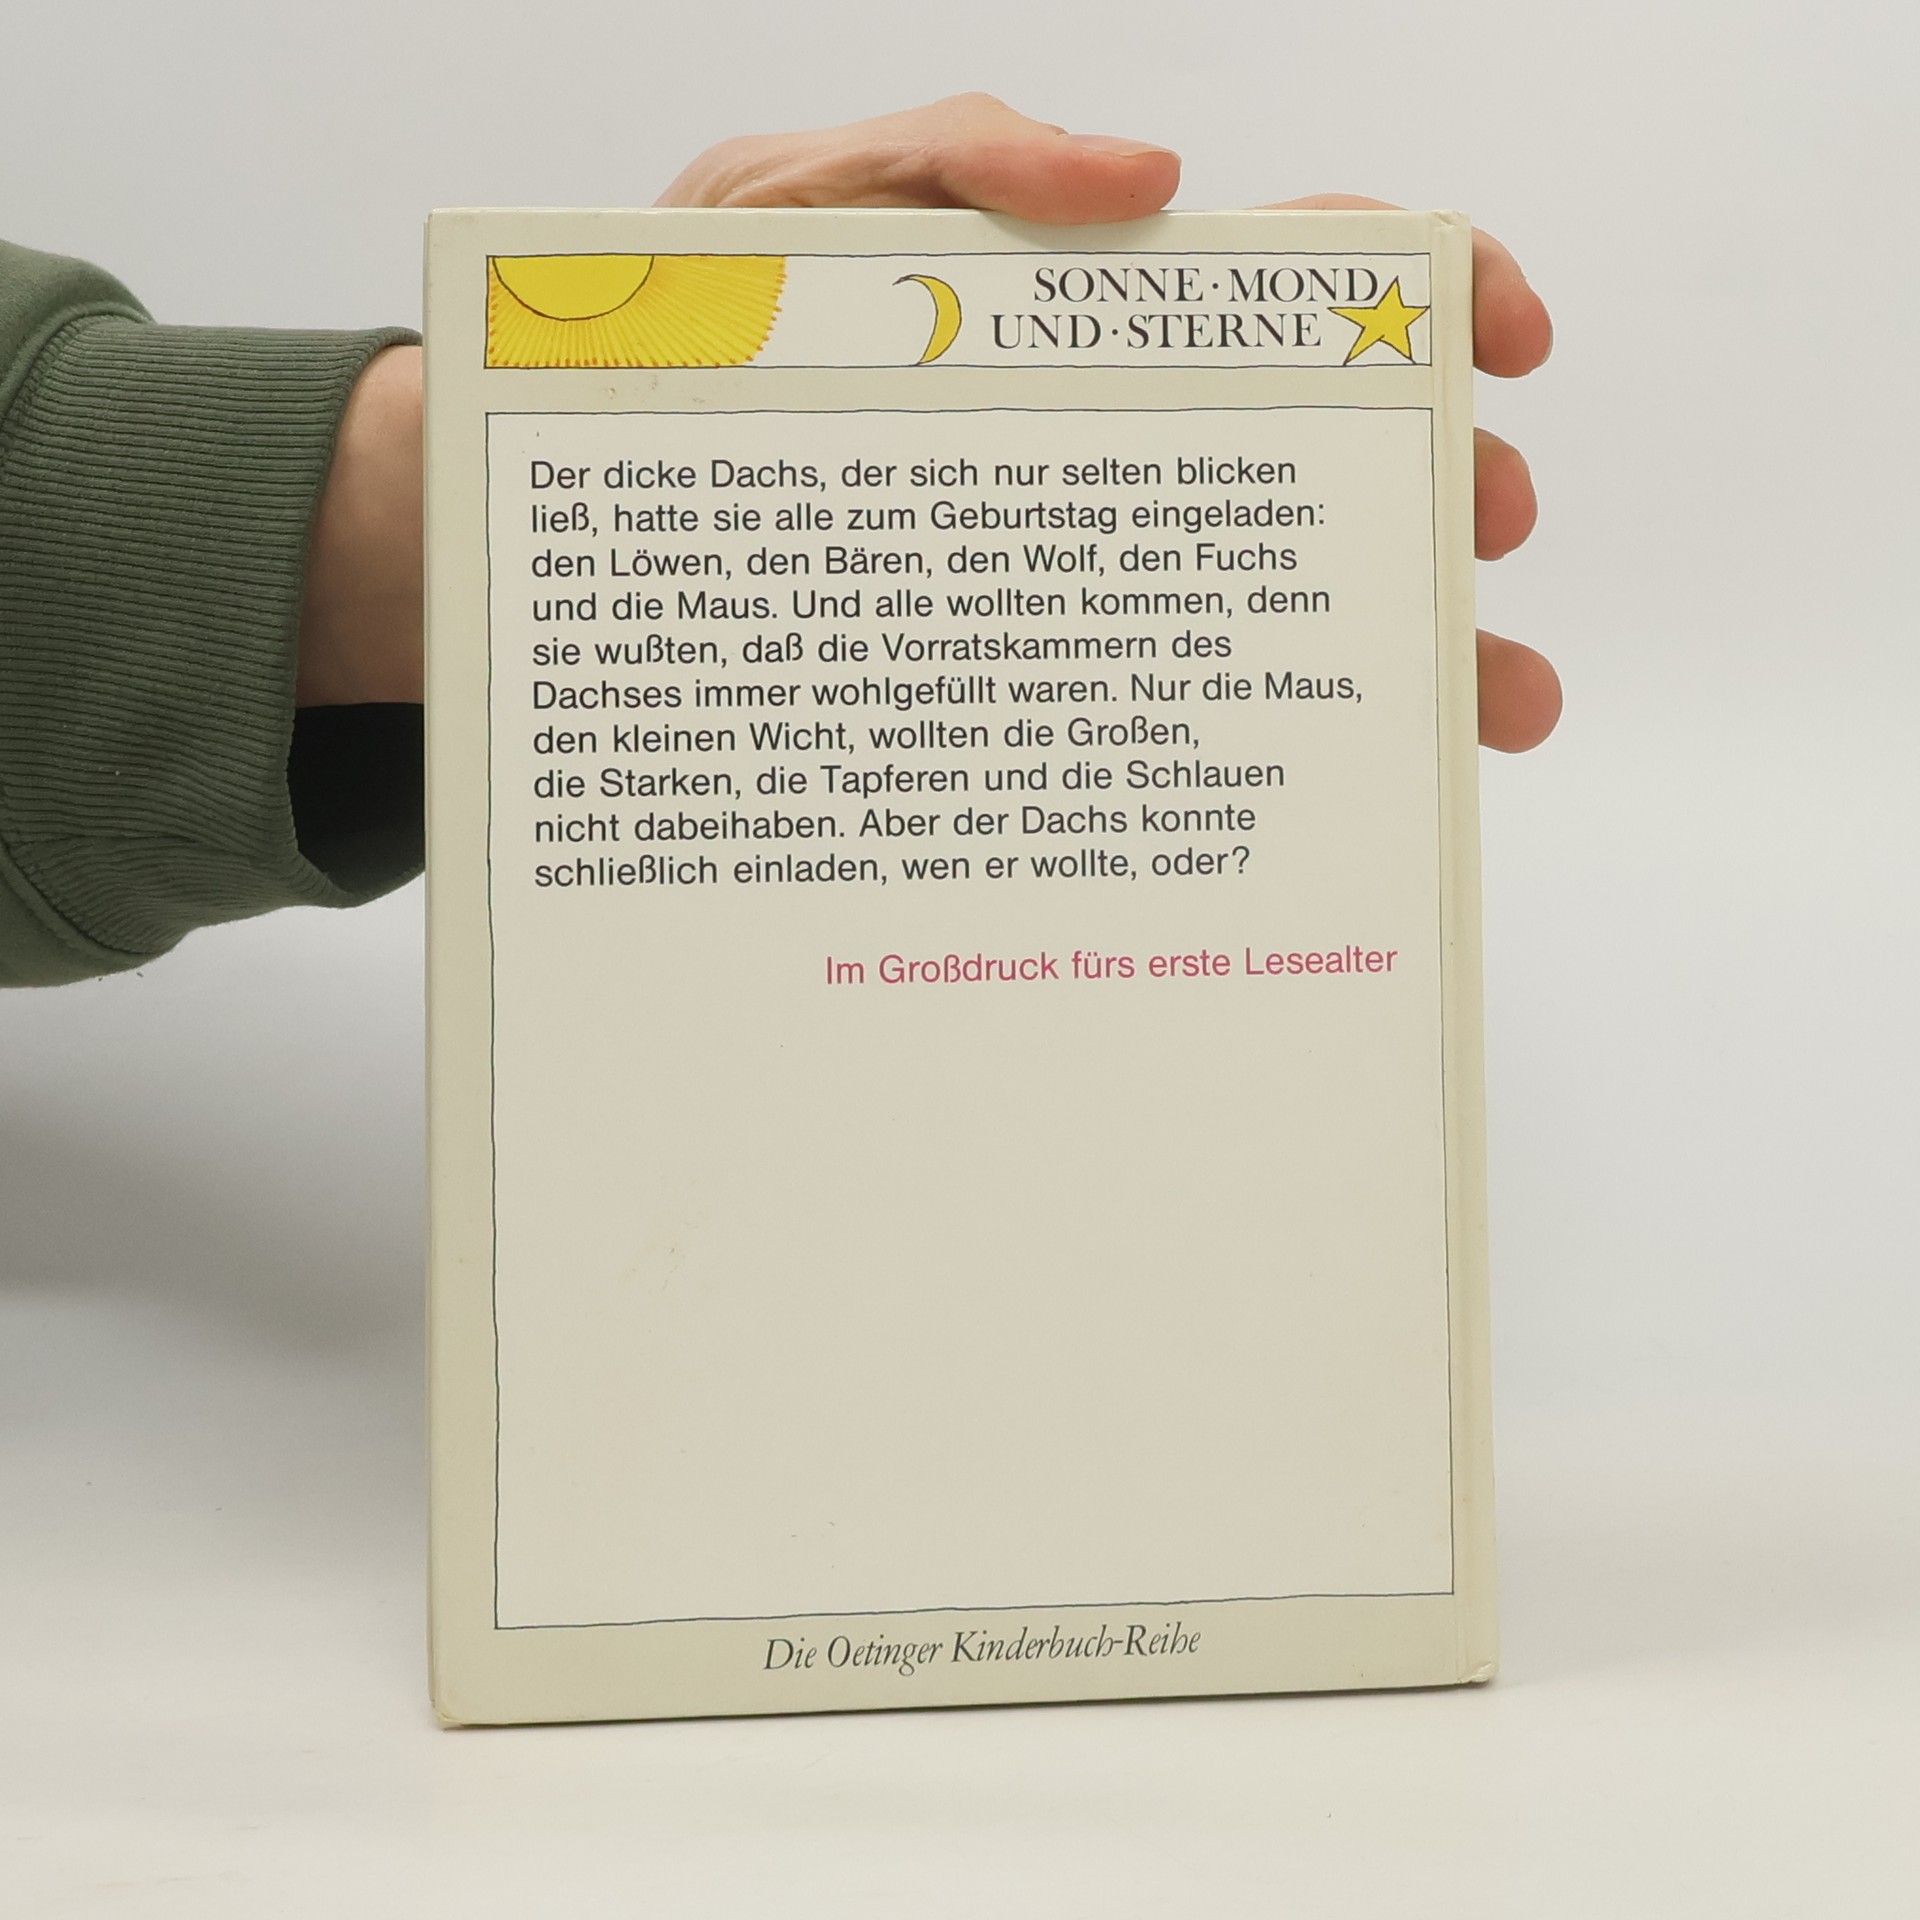 SONNE · MOND
UND · STERNE
Der dicke Dachs, der sich nur selten blicken
ließ, hatte sie alle zum Geburtstag eingeladen:
den Löwen, den Bären, den Wolf, den Fuchs
und die Maus. Und alle wollten kommen, denn
sie wußten, daß die Vorratskammern des
Dachses immer wohlgefüllt waren. Nur die Maus,
den kleinen Wicht, wollten die Großen,
die Starken, die Tapferen und die Schlauen
nicht dabeihaben. Aber der Dachs konnte
schließlich einladen, wen er wollte, oder?
Im Großdruck fürs erste Lesealter
Die Oetinger Kinderbuch-Reihe